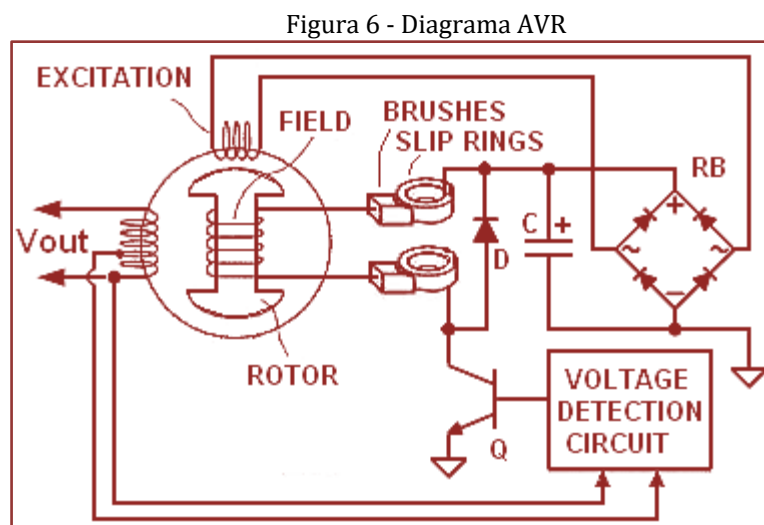 Figura 6 - Diagrama AVR
EXCITATION
FIELD
BRUSHES
SLIP RINGS
RB
Vout
C
+
+
~
~
−
D
ROTOR
Q
VOLTAGE
DETECTION
CIRCUIT